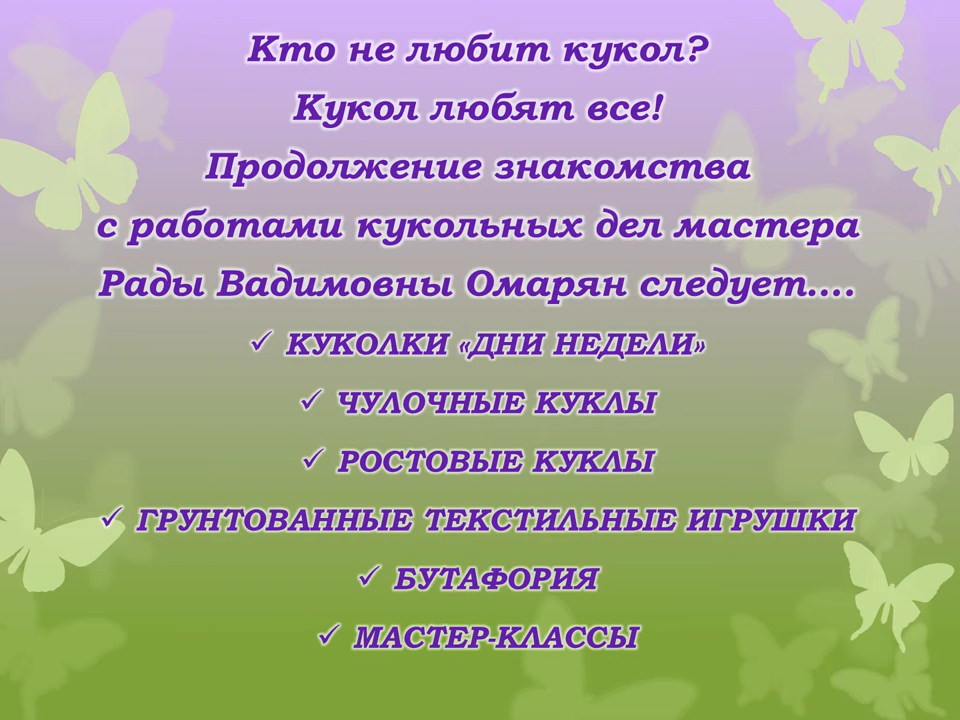 Кто не любит кукол?
Кукол любят все!
Продолжение знакомства
с работами кукольных дел мастера
Рады Вадимовны Омарян следует....
✓ КУКОЛКИ «ДНИ НЕДЕЛИ»
✓ ЧУЛОЧНЫЕ КУКЛЫ
✓ РОСТОВЫЕ КУКЛЫ
✓ ГРУНТОВАННЫЕ ТЕКСТИЛЬНЫЕ ИГРУШКИ
✓ БУТАФОРИЯ
✓ МАСТЕР-КЛАССЫ